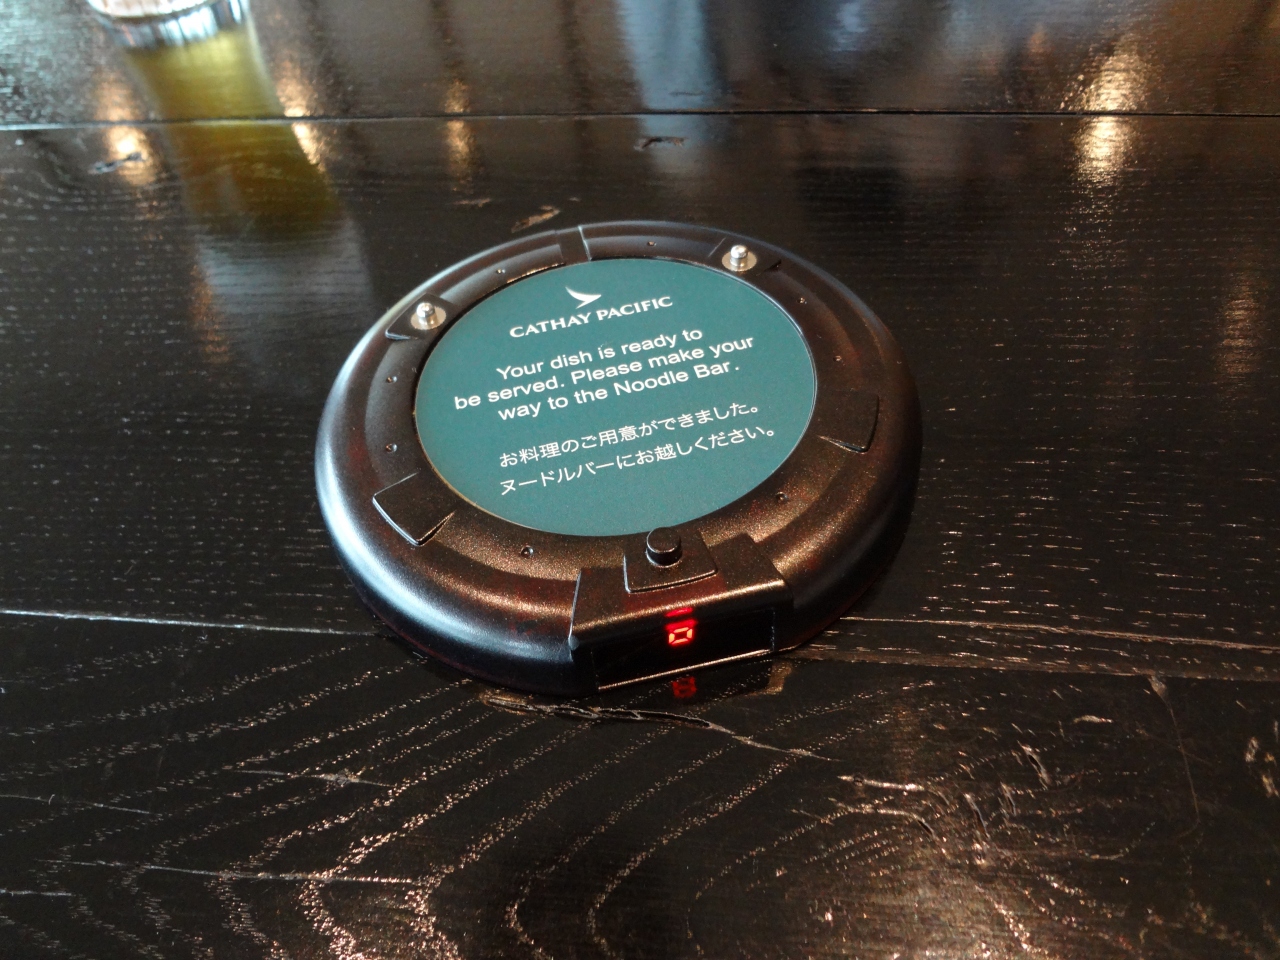 CATHAY PACIFIC
Your dish is ready to
be served. Please make your
way to the Noodle Bar.
お料理のご用意ができました。
ヌードルバーにお越しください。